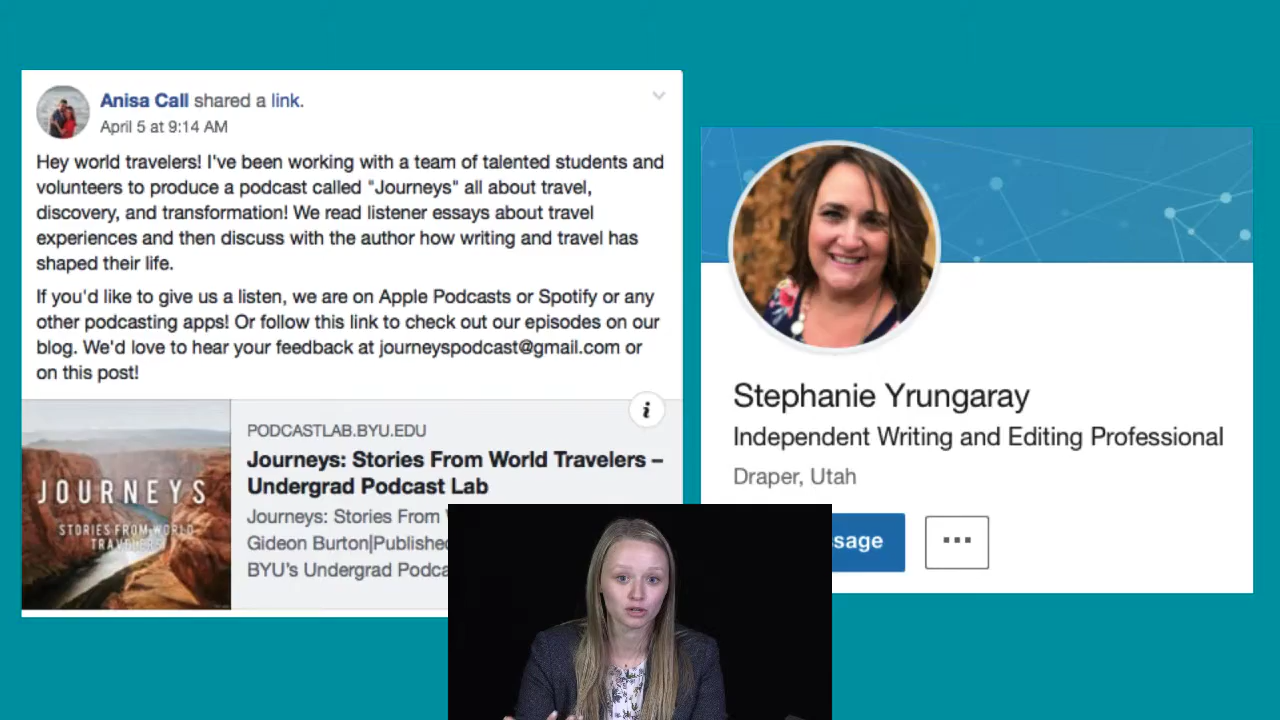 Anisa Call shared a link.
April 5 at 9:14 AM
Hey world travelers! I've been working with a team of talented students and
volunteers to produce a podcast called "Journeys" all about travel,
discovery, and transformation! We read listener essays about travel
experiences and then discuss with the author how writing and travel has
shaped their life.
If you'd like to give us a listen, we are on Apple Podcasts or Spotify or any
other podcasting apps! Or follow this link to check out our episodes on our
blog. We'd love to hear your feedback at journeyspodcast@gmail.com or
on this post!
JOURNEYS
STORIES FROM WORLD
TRAVELERS
i
PODCASTLAB.BYU.EDU
Journeys: Stories From World Travelers –
Undergrad Podcast Lab
Journeys: Stories From
Gideon Burton|Published
BYU's Undergrad Podca
Stephanie Yrungaray
Independent Writing and Editing Professional
Draper, Utah
sage